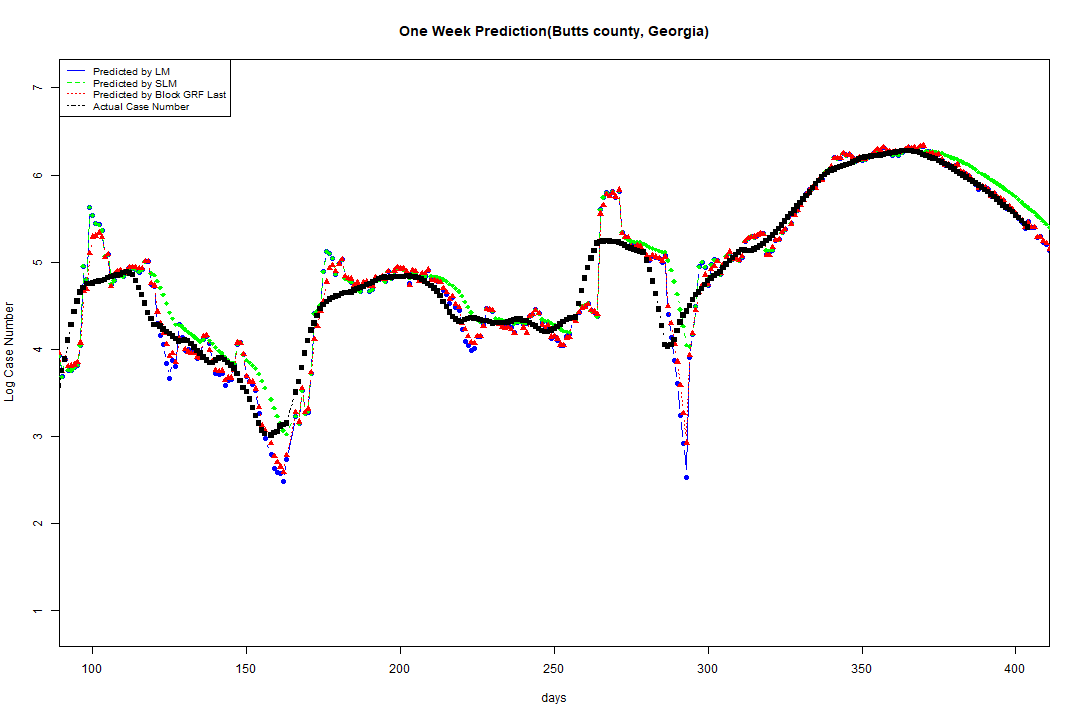 One Week Prediction(Butts county, Georgia)
Predicted by LM
Predicted by SLM
Predicted by Block GRF Last
Actual Case Number
Log Case Number
7
6
5
4
3
2
1
100 150 200 250 300 350 400
days